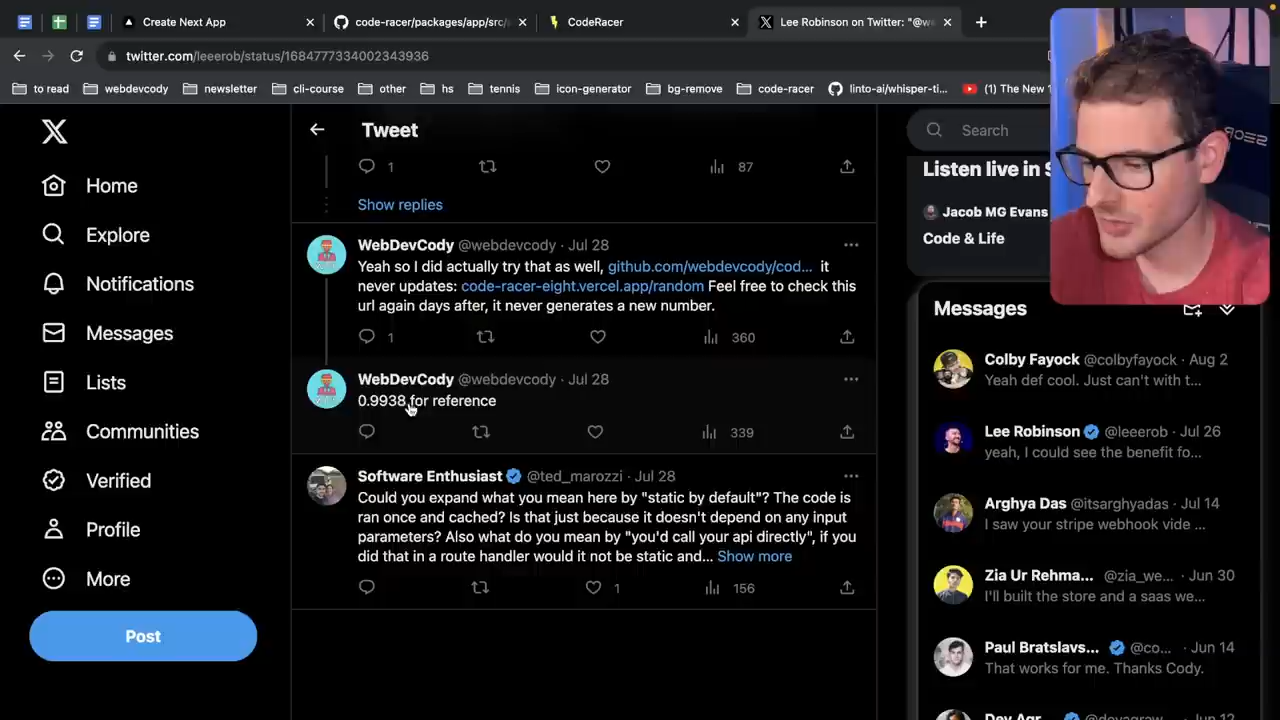 Create Next App
code-racer/packages/app/src/
CodeRacer
Lee Robinson on Twitter: "@w
twitter.com/leeerob/status/1684777334002343936
to read
webdevcody
newsletter
cli-course
other
hs
tennis
icon-generator
bg-remove
code-racer
linto-ai/whisper-ti...
(1) The New 1
Home
Explore
Notifications
Messages
Lists
Communities
Verified
Profile
More
Post
Tweet
1
87
Show replies
WebDevCody @webdevcody · Jul 28
Yeah so I did actually try that as well, github.com/webdevcody/cod... it
never updates: code-racer-eight.vercel.app/random Feel free to check this
url again days after, it never generates a new number.
1
360
WebDevCody @webdevcody · Jul 28
0.9938 for reference
339
Software Enthusiast @ted_marozzi · Jul 28
Could you expand what you mean here by "static by default"? The code is
ran once and cached? Is that just because it doesn't depend on any input
parameters? Also what do you mean by "you'd call your api directly", if you
did that in a route handler would it not be static and... Show more
1
156
Search
Listen live in S
Jacob MG Evans
Code & Life
Messages
Colby Fayock @colbyfayock · Aug 2
Yeah def cool. Just can't with t...
Lee Robinson @leeerob · Jul 26
yeah, I could see the benefit fo...
Arghya Das @itsarghyadas · Jul 14
I saw your stripe webhook vide ...
Zia Ur Rehma... @zia_we... · Jun 30
I'll built the store and a saas we...
Paul Bratslavs... @co... · Jun 14
That works for me. Thanks Cody.